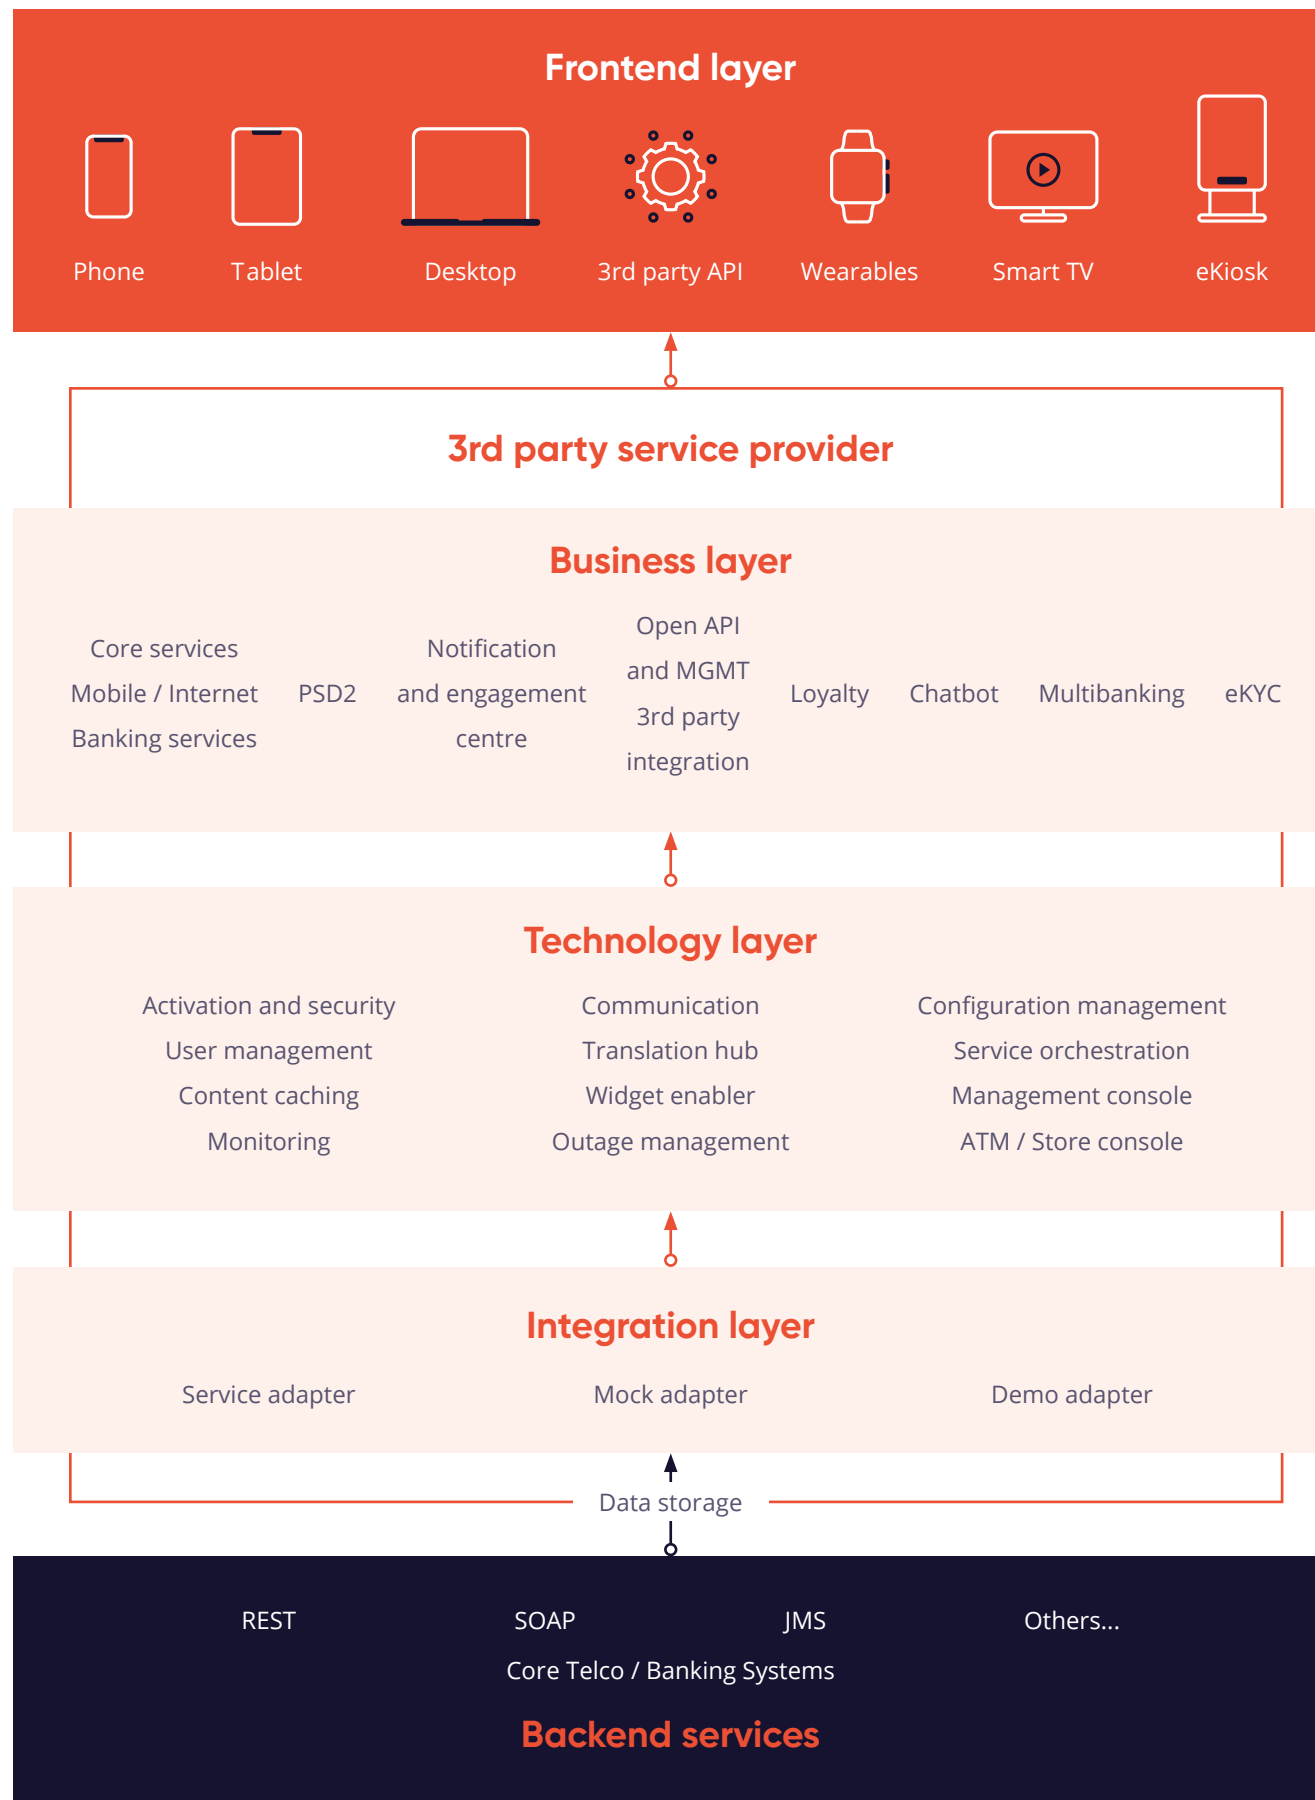 Frontend layer
Phone
Tablet
Desktop
3rd party API
Wearables
Smart TV
eKiosk
3rd party service provider
Business layer
Core services
Mobile / Internet
Banking services
PSD2
Notification
and engagement
centre
Open API
and MGMT
3rd party
integration
Loyalty
Chatbot
Multibanking
eKYC
Technology layer
Activation and security
User management
Content caching
Monitoring
Communication
Translation hub
Widget enabler
Outage management
Configuration management
Service orchestration
Management console
ATM / Store console
Integration layer
Service adapter
Mock adapter
Demo adapter
Data storage
REST
SOAP
JMS
Others...
Core Telco / Banking Systems
Backend services